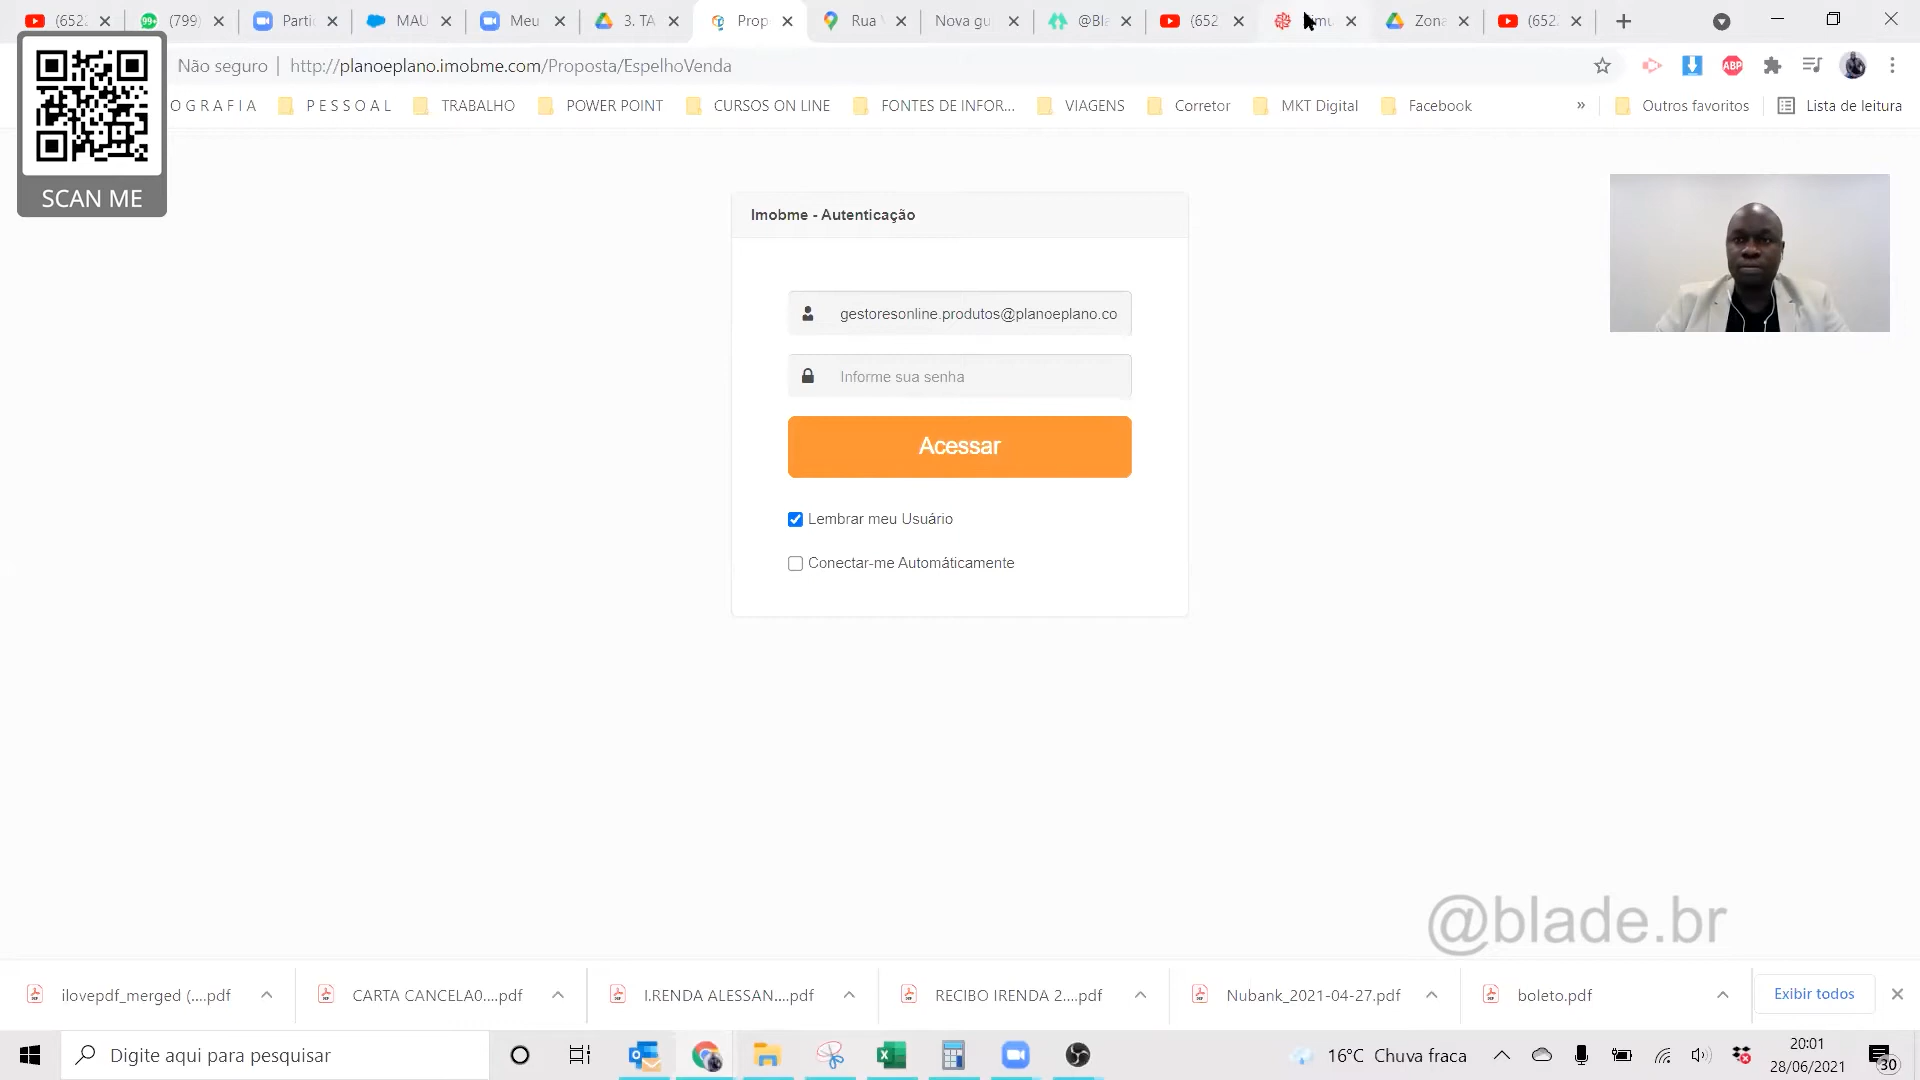 (652
(799)
Parti
MAU
Meu
3. TA
Prop
Rua
Nova gu
@Bla
(652
Zona
(652
Não seguro
http://planoeplano.imobme.com/Proposta/EspelhoVenda
O G R A F I A
P E S S O A L
TRABALHO
POWER POINT
CURSOS ON LINE
FONTES DE INFOR...
VIAGENS
Corretor
MKT Digital
Facebook
»
Outros favoritos
Lista de leitura
ABP
SCAN ME
Imobme - Autenticação
gestoresonline.produtos@planoeplano.co
Informe sua senha
Acessar
Lembrar meu Usuário
Conectar-me Automáticamente
@blade.br
ilovepdf_merged (....pdf
CARTA CANCELA0....pdf
I.RENDA ALESSAN....pdf
RECIBO IRENDA 2....pdf
Nubank_2021-04-27.pdf
boleto.pdf
Exibir todos
Digite aqui para pesquisar
16°C Chuva fraca
20:01
28/06/2021
30